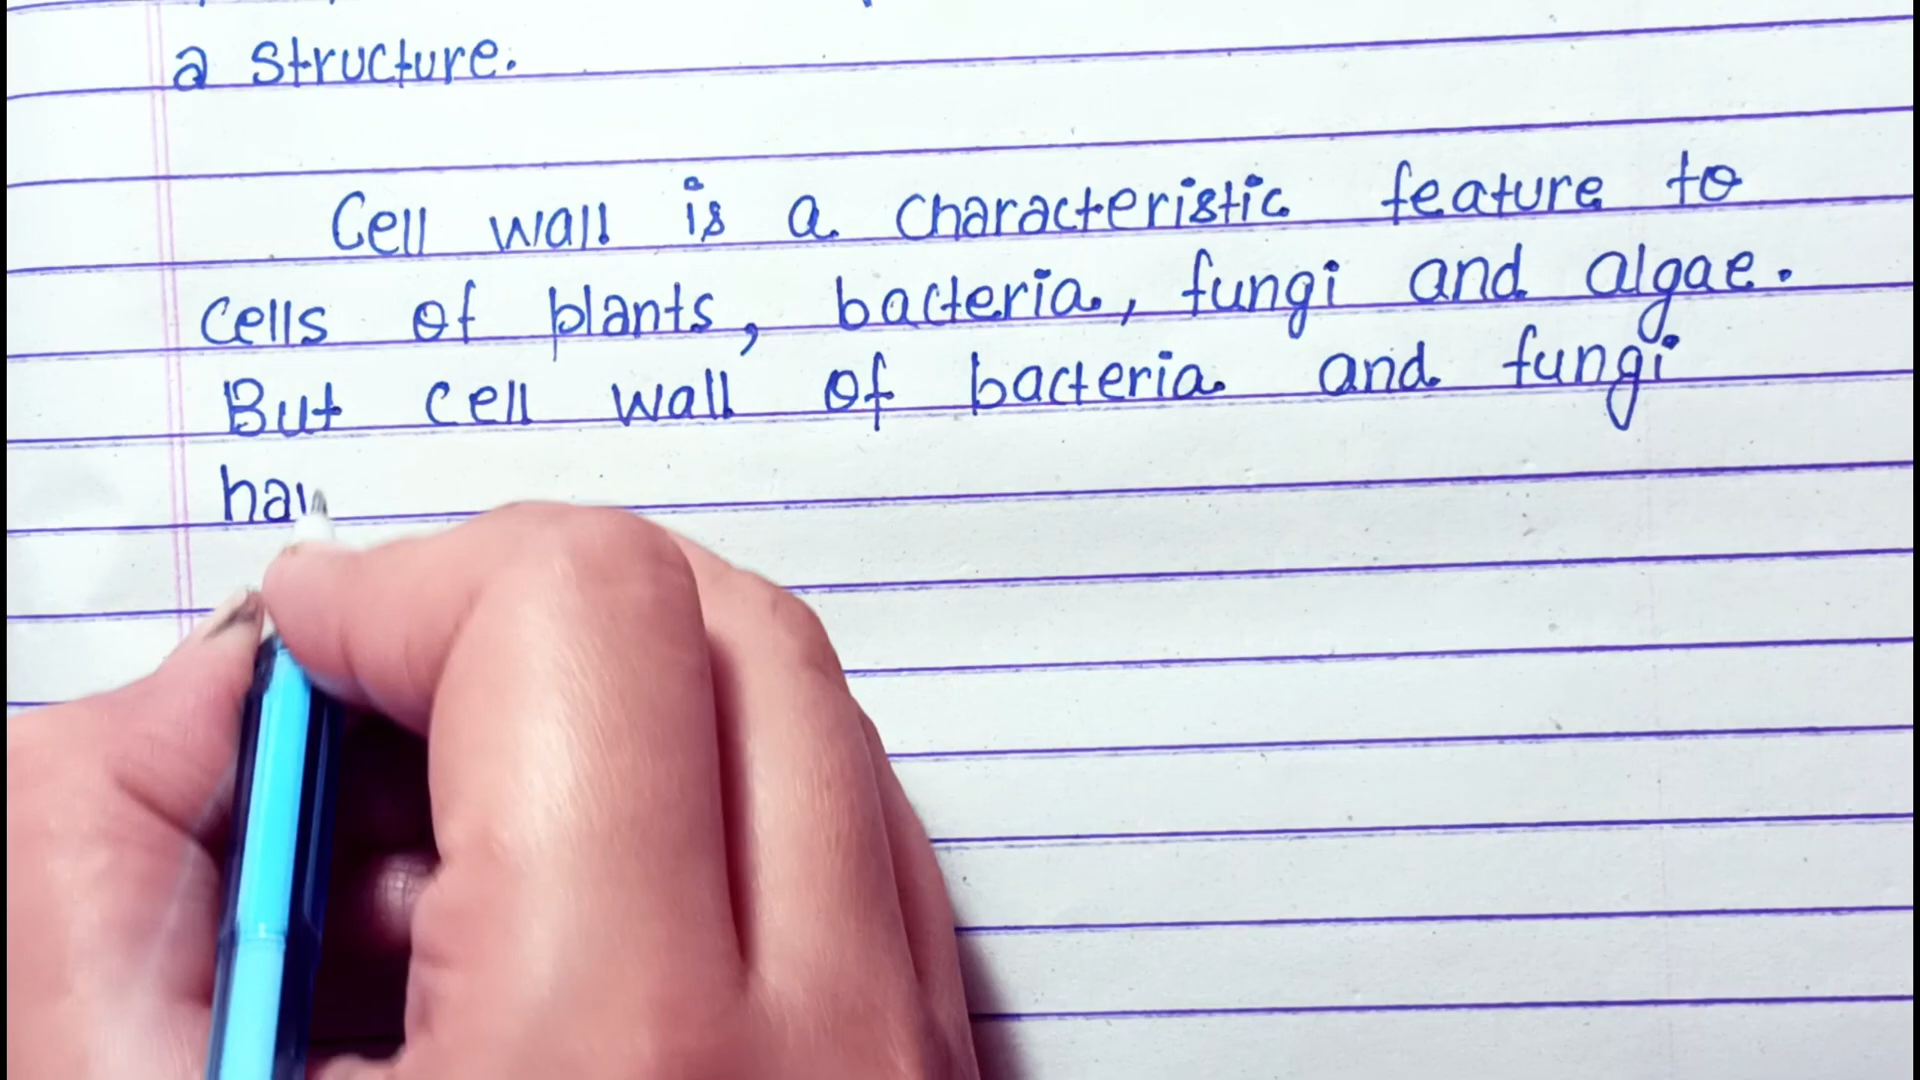 a structure.
Cell wall is a characteristic feature to
cells of plants, bacteria, fungi and algae.
But cell wall of bacteria and fungi
hav